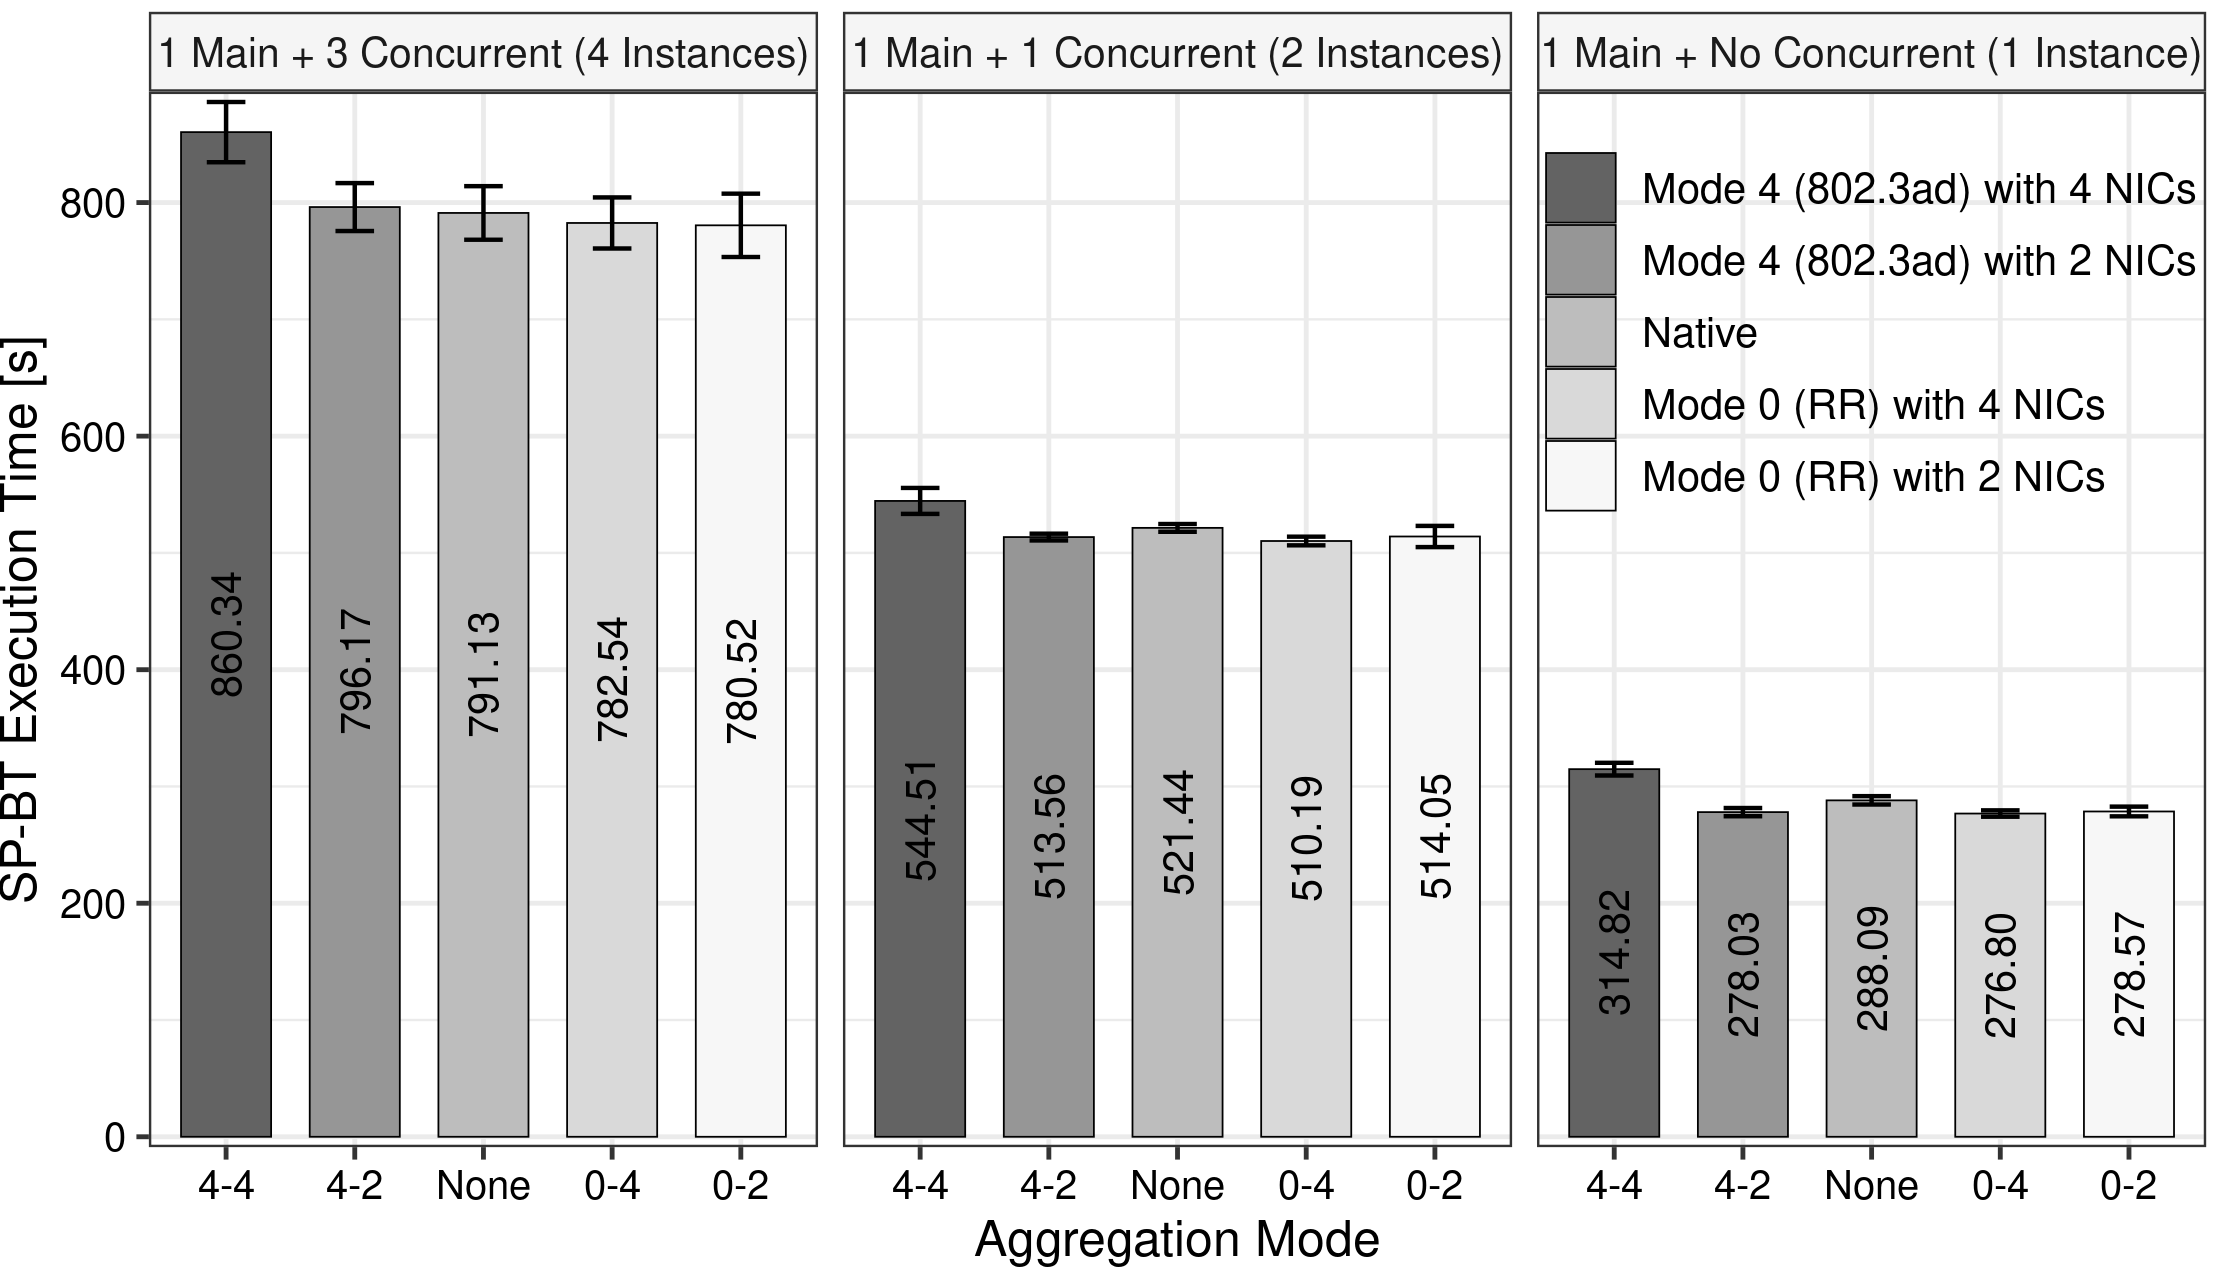 1 Main + 3 Concurrent (4 Instances)
1 Main + 1 Concurrent (2 Instances)
1 Main + No Concurrent (1 Instance)
SP-BT Execution Time [s]
800
600
400
200
0
860.34
796.17
791.13
782.54
780.52
544.51
513.56
521.44
510.19
514.05
314.82
278.03
288.09
276.80
278.57
Mode 4 (802.3ad) with 4 NICs
Mode 4 (802.3ad) with 2 NICs
Native
Mode 0 (RR) with 4 NICs
Mode 0 (RR) with 2 NICs
4-4 4-2 None 0-4 0-2
4-4 4-2 None 0-4 0-2
4-4 4-2 None 0-4 0-2
Aggregation Mode